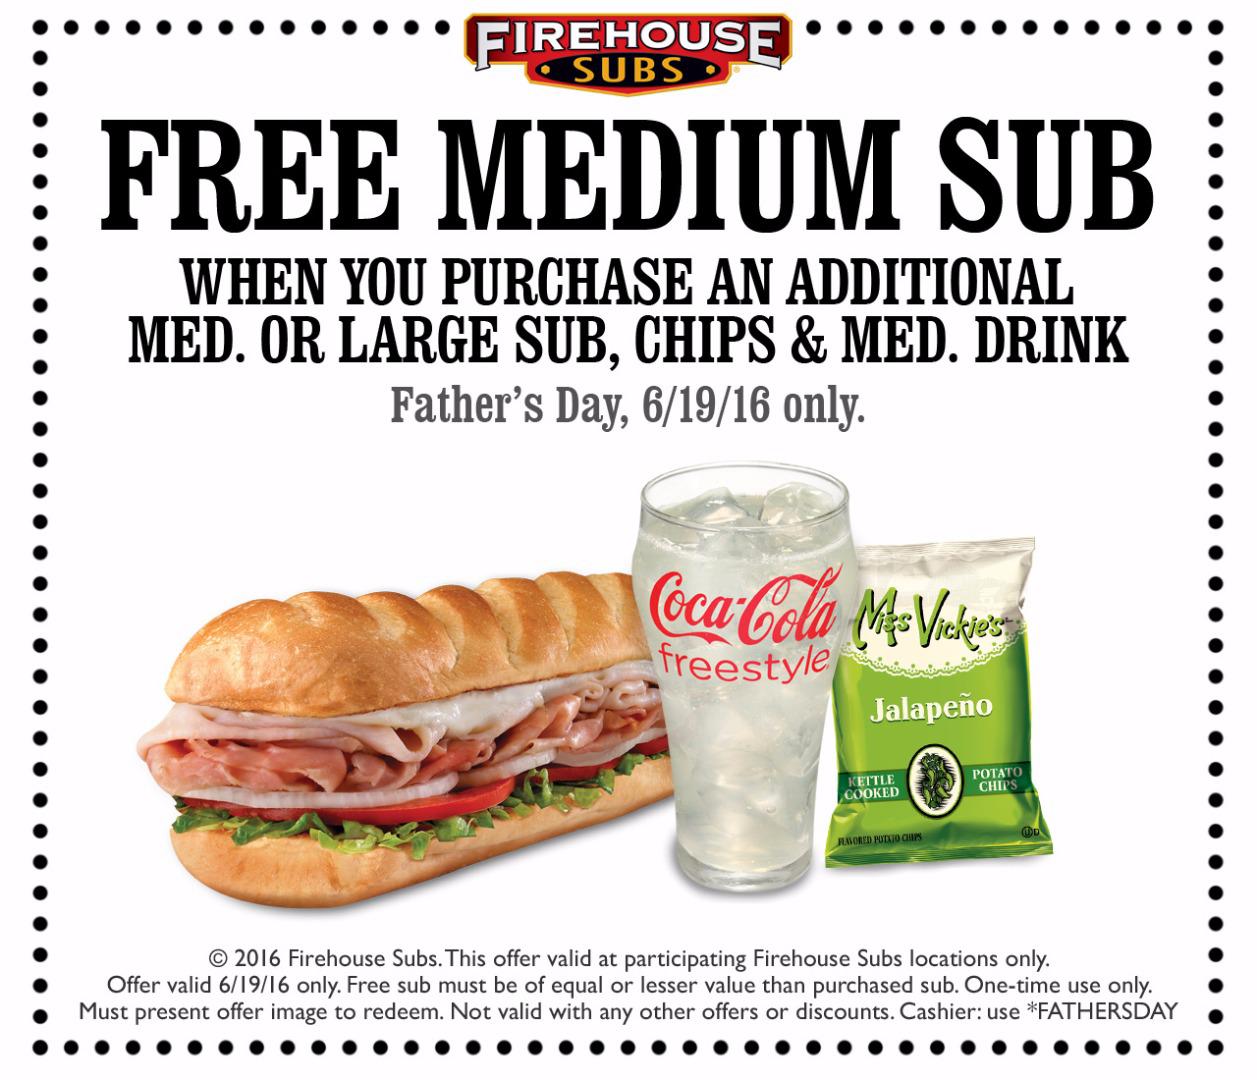 FIREHOUSE
SUBS
FREE MEDIUM SUB
WHEN YOU PURCHASE AN ADDITIONAL
MED. OR LARGE SUB, CHIPS & MED. DRINK
Father's Day, 6/19/16 only.
Coca-Cola
freestyle
Miss Vickie's
Jalapeño
KETTLE COOKED
POTATO CHIPS
FLAVORED POTATO CHIPS
© 2016 Firehouse Subs. This offer valid at participating Firehouse Subs locations only.
Offer valid 6/19/16 only. Free sub must be of equal or lesser value than purchased sub. One-time use only.
Must present offer image to redeem. Not valid with any other offers or discounts. Cashier: use *FATHERSDAY